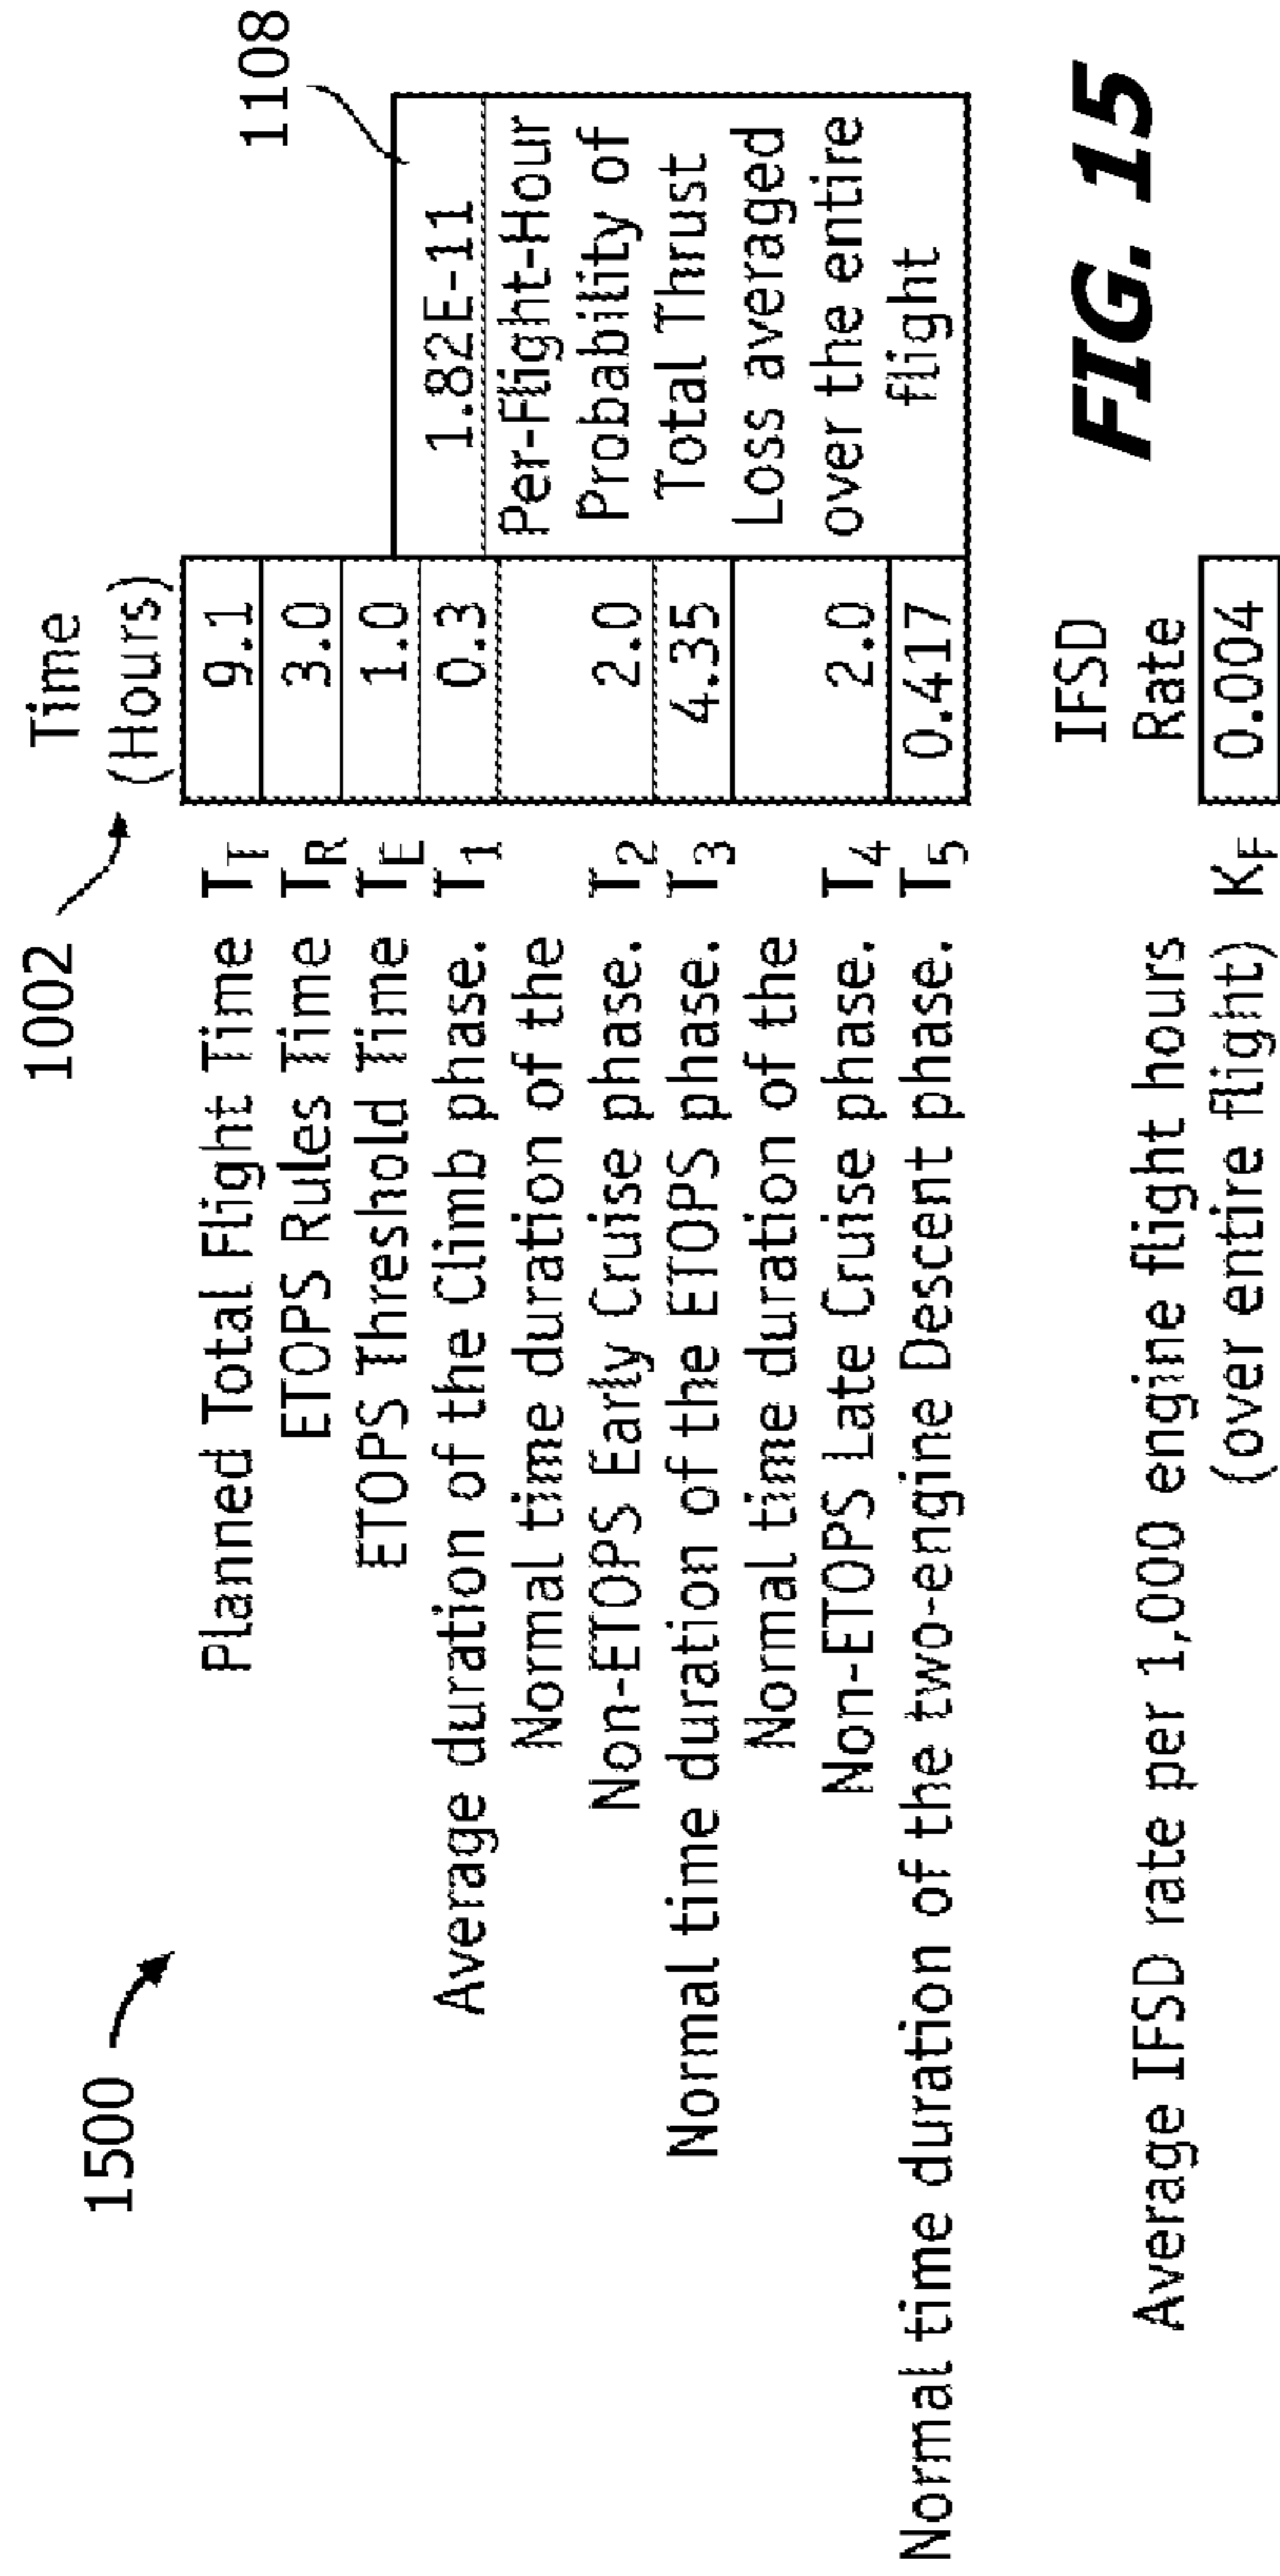 1500
1002
Time
(Hours)
1108
Planned Total Flight Time T_T 9.1
ETOPS Rules Time T_R 3.0
ETOPS Threshold Time T_E 1.0
Average duration of the Climb phase. T_1 0.3
Normal time duration of the
Non-ETOPS Early Cruise phase. T_2 2.0
Normal time duration of the ETOPS phase. T_3 4.35
Normal time duration of the
Non-ETOPS Late Cruise phase. T_4 2.0
Normal time duration of the two-engine Descent phase. T_5 0.417
1.82E-11
Per-Flight-Hour
Probability of
Total Thrust
Loss averaged
over the entire
flight
IFSD
Rate
Average IFSD rate per 1,000 engine flight hours
(over entire flight) K_F 0.004
FIG. 15